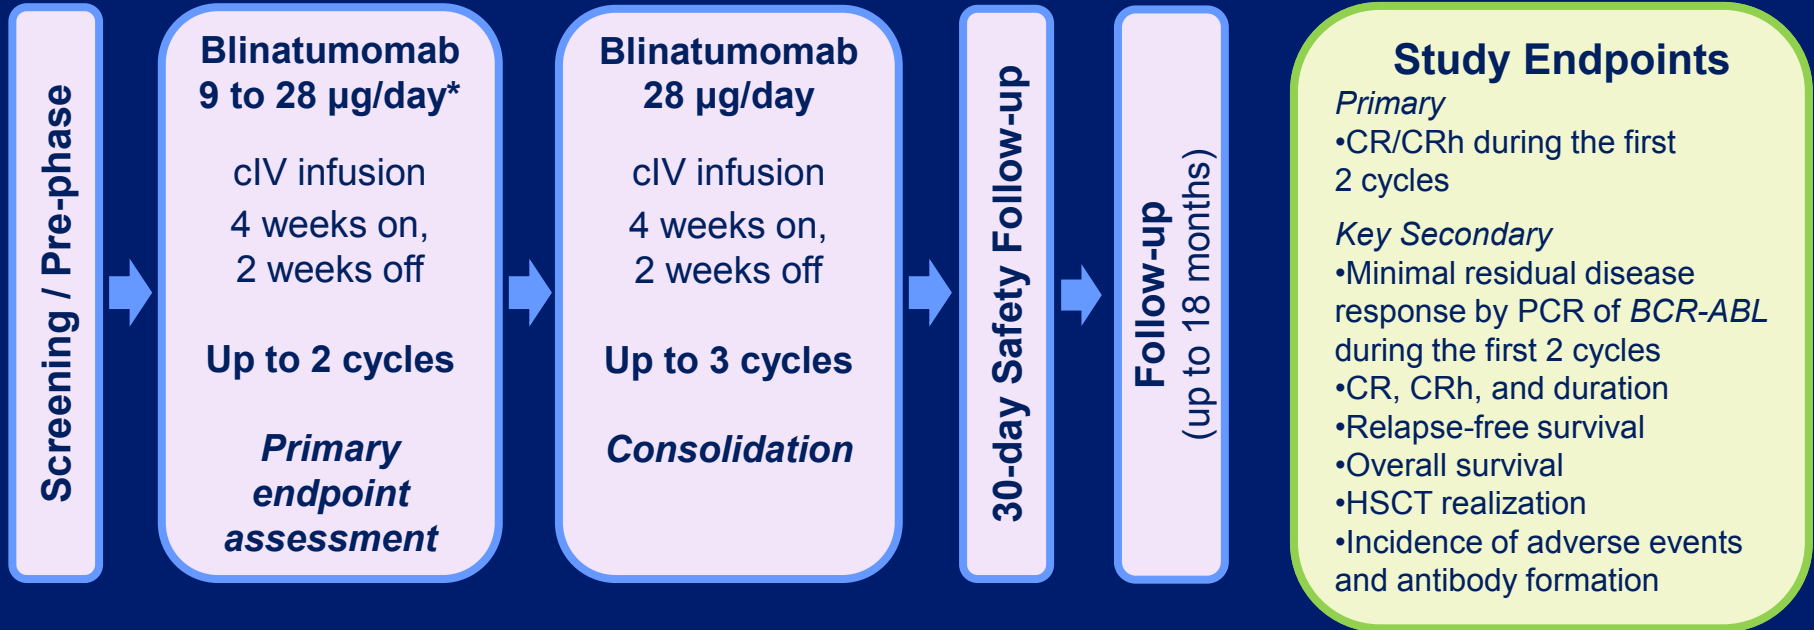 Screening / Pre-phase
Blinatumomab
9 to 28 µg/day*
cIV infusion
4 weeks on,
2 weeks off
Up to 2 cycles
Primary
endpoint
assessment
Blinatumomab
28 µg/day
cIV infusion
4 weeks on,
2 weeks off
Up to 3 cycles
Consolidation
30-day Safety Follow-up
Follow-up
(up to 18 months)
Study Endpoints
Primary
•CR/CRh during the first
2 cycles
Key Secondary
•Minimal residual disease
response by PCR of BCR-ABL
during the first 2 cycles
•CR, CRh, and duration
•Relapse-free survival
•Overall survival
•HSCT realization
•Incidence of adverse events
and antibody formation